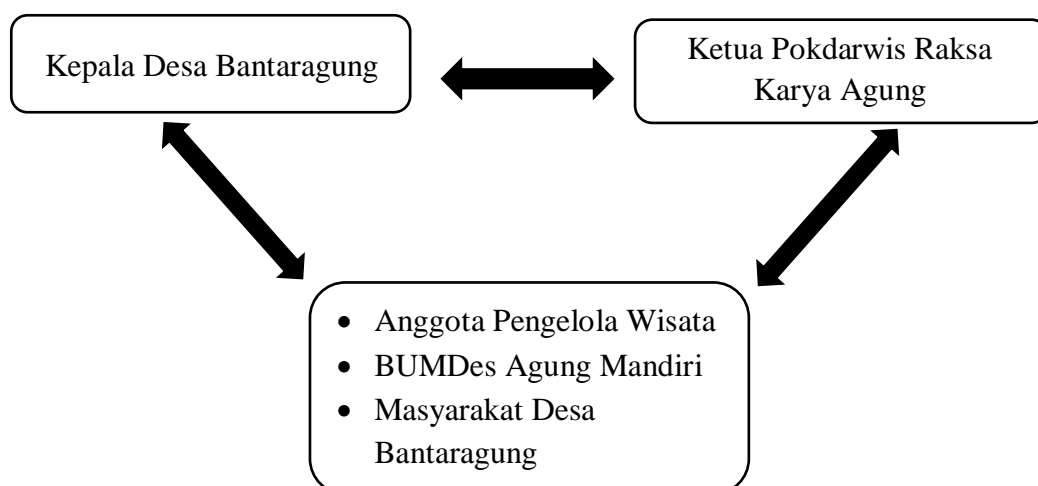 Kepala Desa Bantaragung
Ketua Pokdarwis Raksa
Karya Agung
• Anggota Pengelola Wisata
• BUMDes Agung Mandiri
• Masyarakat Desa
Bantaragung